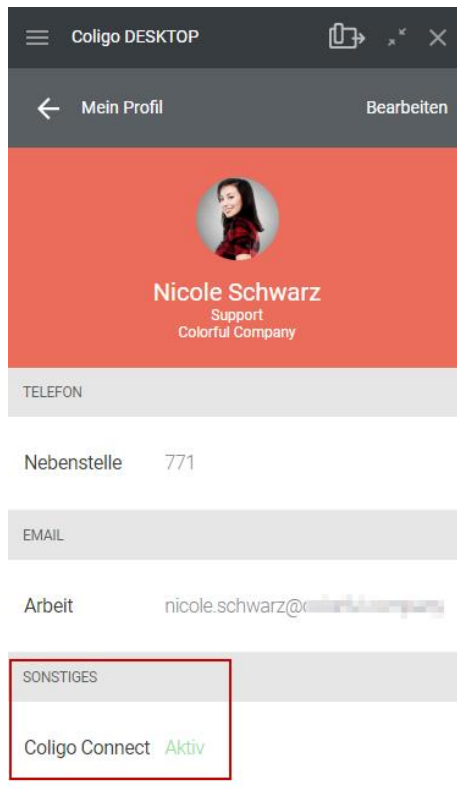 Coligo DESKTOP
Mein Profil Bearbeiten
Nicole Schwarz
Support
Colorful Company
TELEFON
Nebenstelle 771
EMAIL
Arbeit nicole.schwarz@
SONSTIGES
Coligo Connect Aktiv